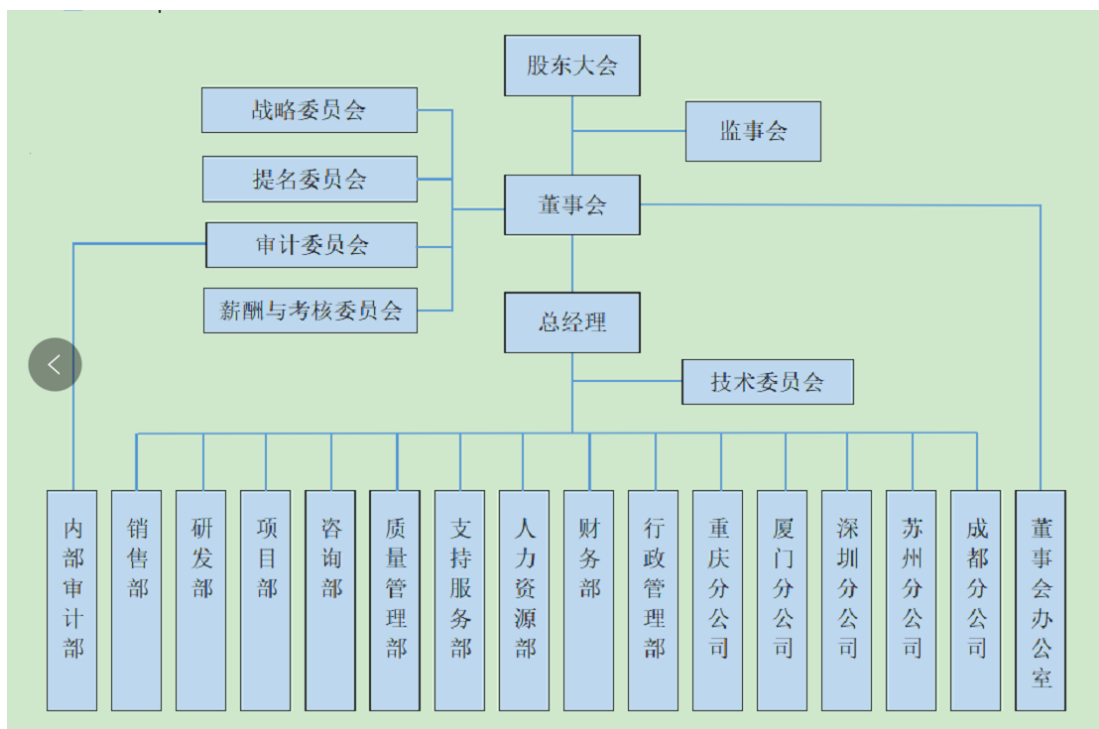 股东大会
战略委员会
监事会
提名委员会
董事会
审计委员会
薪酬与考核委员会
总经理
技术委员会
内部审计部
销售部
研发部
项目部
咨询部
质量管理部
支持服务部
人力资源部
财务部
行政管理部
重庆分公司
厦门分公司
深圳分公司
苏州分公司
成都分公司
董事会办公室